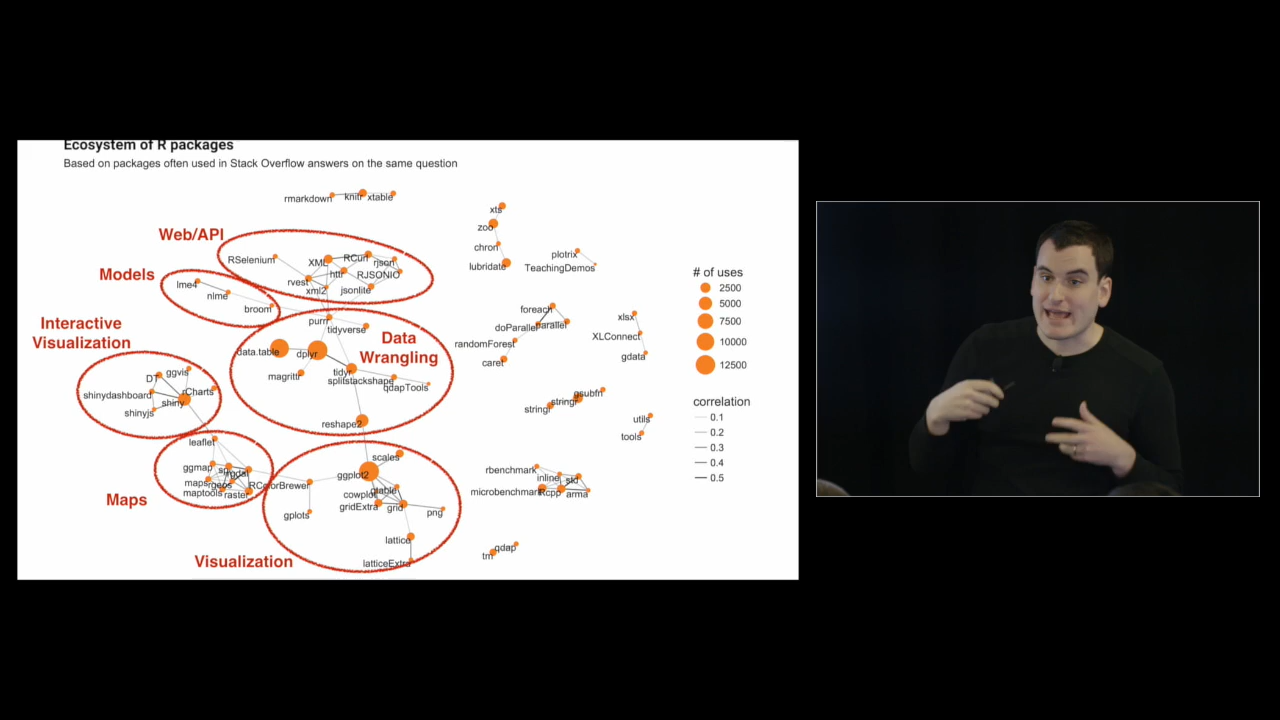 Ecosystem of R packages
Based on packages often used in Stack Overflow answers on the same question
rmarkdown knitr xtable
Web/API
RSelenium
XML
RCurl
rjson
httr
RJSONIO
rvest
xml2
jsonlite
Models
lme4
nlme
broom
Interactive
Visualization
DT
ggvis
shinydashboard
rCharts
shiny
shinyjs
purrr
tidyverse
Data
Wrangling
data.table
dplyr
magrittr
tidyr
splitstackshape
qdapTools
reshape2
Maps
leaflet
ggmap
sp
rgdal
maps
rgeos
maptools
raster
RColorBrewer
Visualization
scales
ggplot2
gtable
cowplot
gridExtra
grid
png
gplots
lattice
latticeExtra
xts
zoo
chron
lubridate
plotrix
TeachingDemos
foreach
doParallel
parallel
randomForest
caret
xlsx
XLConnect
gdata
gsubfn
stringr
stringi
utils
tools
rbenchmark
inline
std
microbenchmark
Rcpp
arma
qdap
tm
# of uses
2500
5000
7500
10000
12500
correlation
0.1
0.2
0.3
0.4
0.5